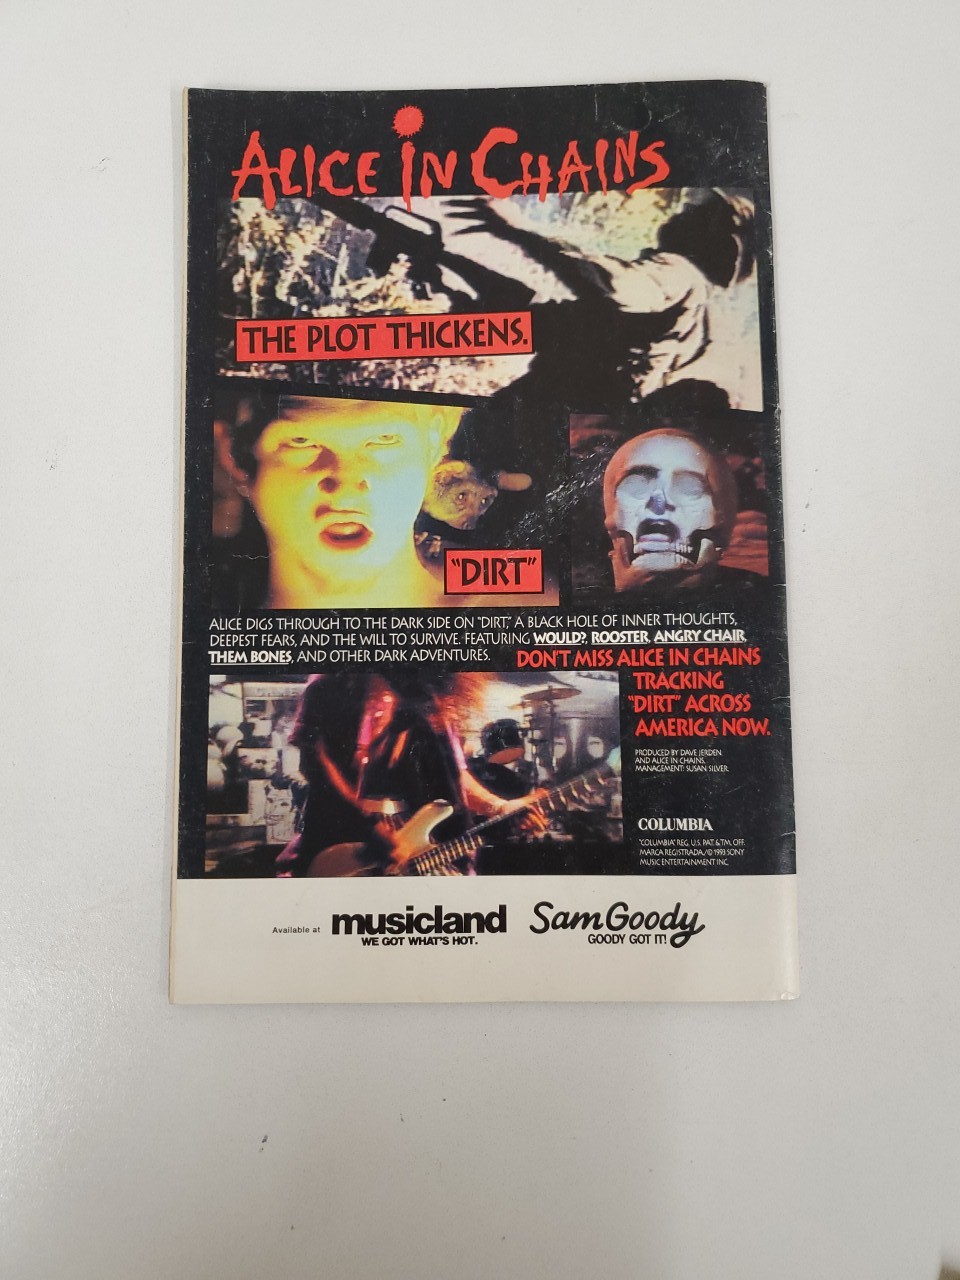 ALICE IN CHAINS
THE PLOT THICKENS.
"DIRT"
ALICE DIGS THROUGH TO THE DARK SIDE ON "DIRT," A BLACK HOLE OF INNER THOUGHTS,
DEEPEST FEARS, AND THE WILL TO SURVIVE. FEATURING WOULD?, ROOSTER, ANGRY CHAIR,
THEM BONES, AND OTHER DARK ADVENTURES.
DON'T MISS ALICE IN CHAINS
TRACKING
"DIRT" ACROSS
AMERICA NOW.
PRODUCED BY DAVE JERDEN
AND ALICE IN CHAINS.
MANAGEMENT: SUSAN SILVER.
COLUMBIA
"COLUMBIA" REG. U.S. PAT. & TM. OFF.
MARCA REGISTRADA./© 1993 SONY
MUSIC ENTERTAINMENT INC.
Available at musicland Sam Goody
WE GOT WHAT'S HOT. GOODY GOT IT!